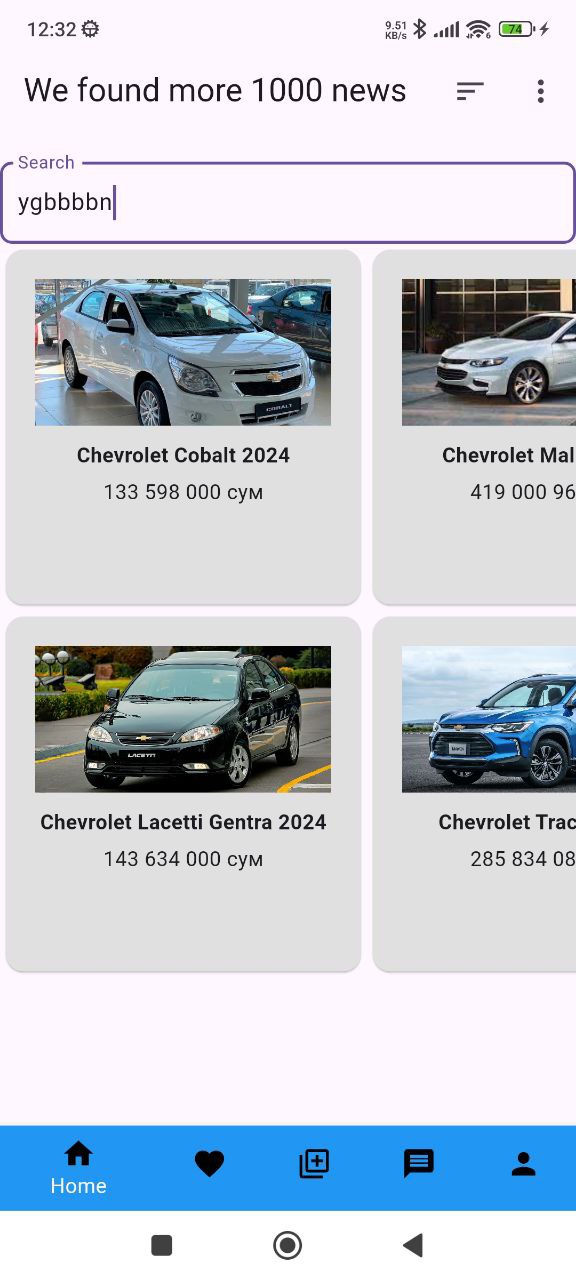 12:32
9.51
KB/s
6
74
We found more 1000 news
Search
ygbbbbn
COBALT
Chevrolet Cobalt 2024
133 598 000 сум
Chevrolet Mal
419 000 96
LACETTI
Chevrolet Lacetti Gentra 2024
143 634 000 сум
Chevrolet Trac
285 834 08
Home